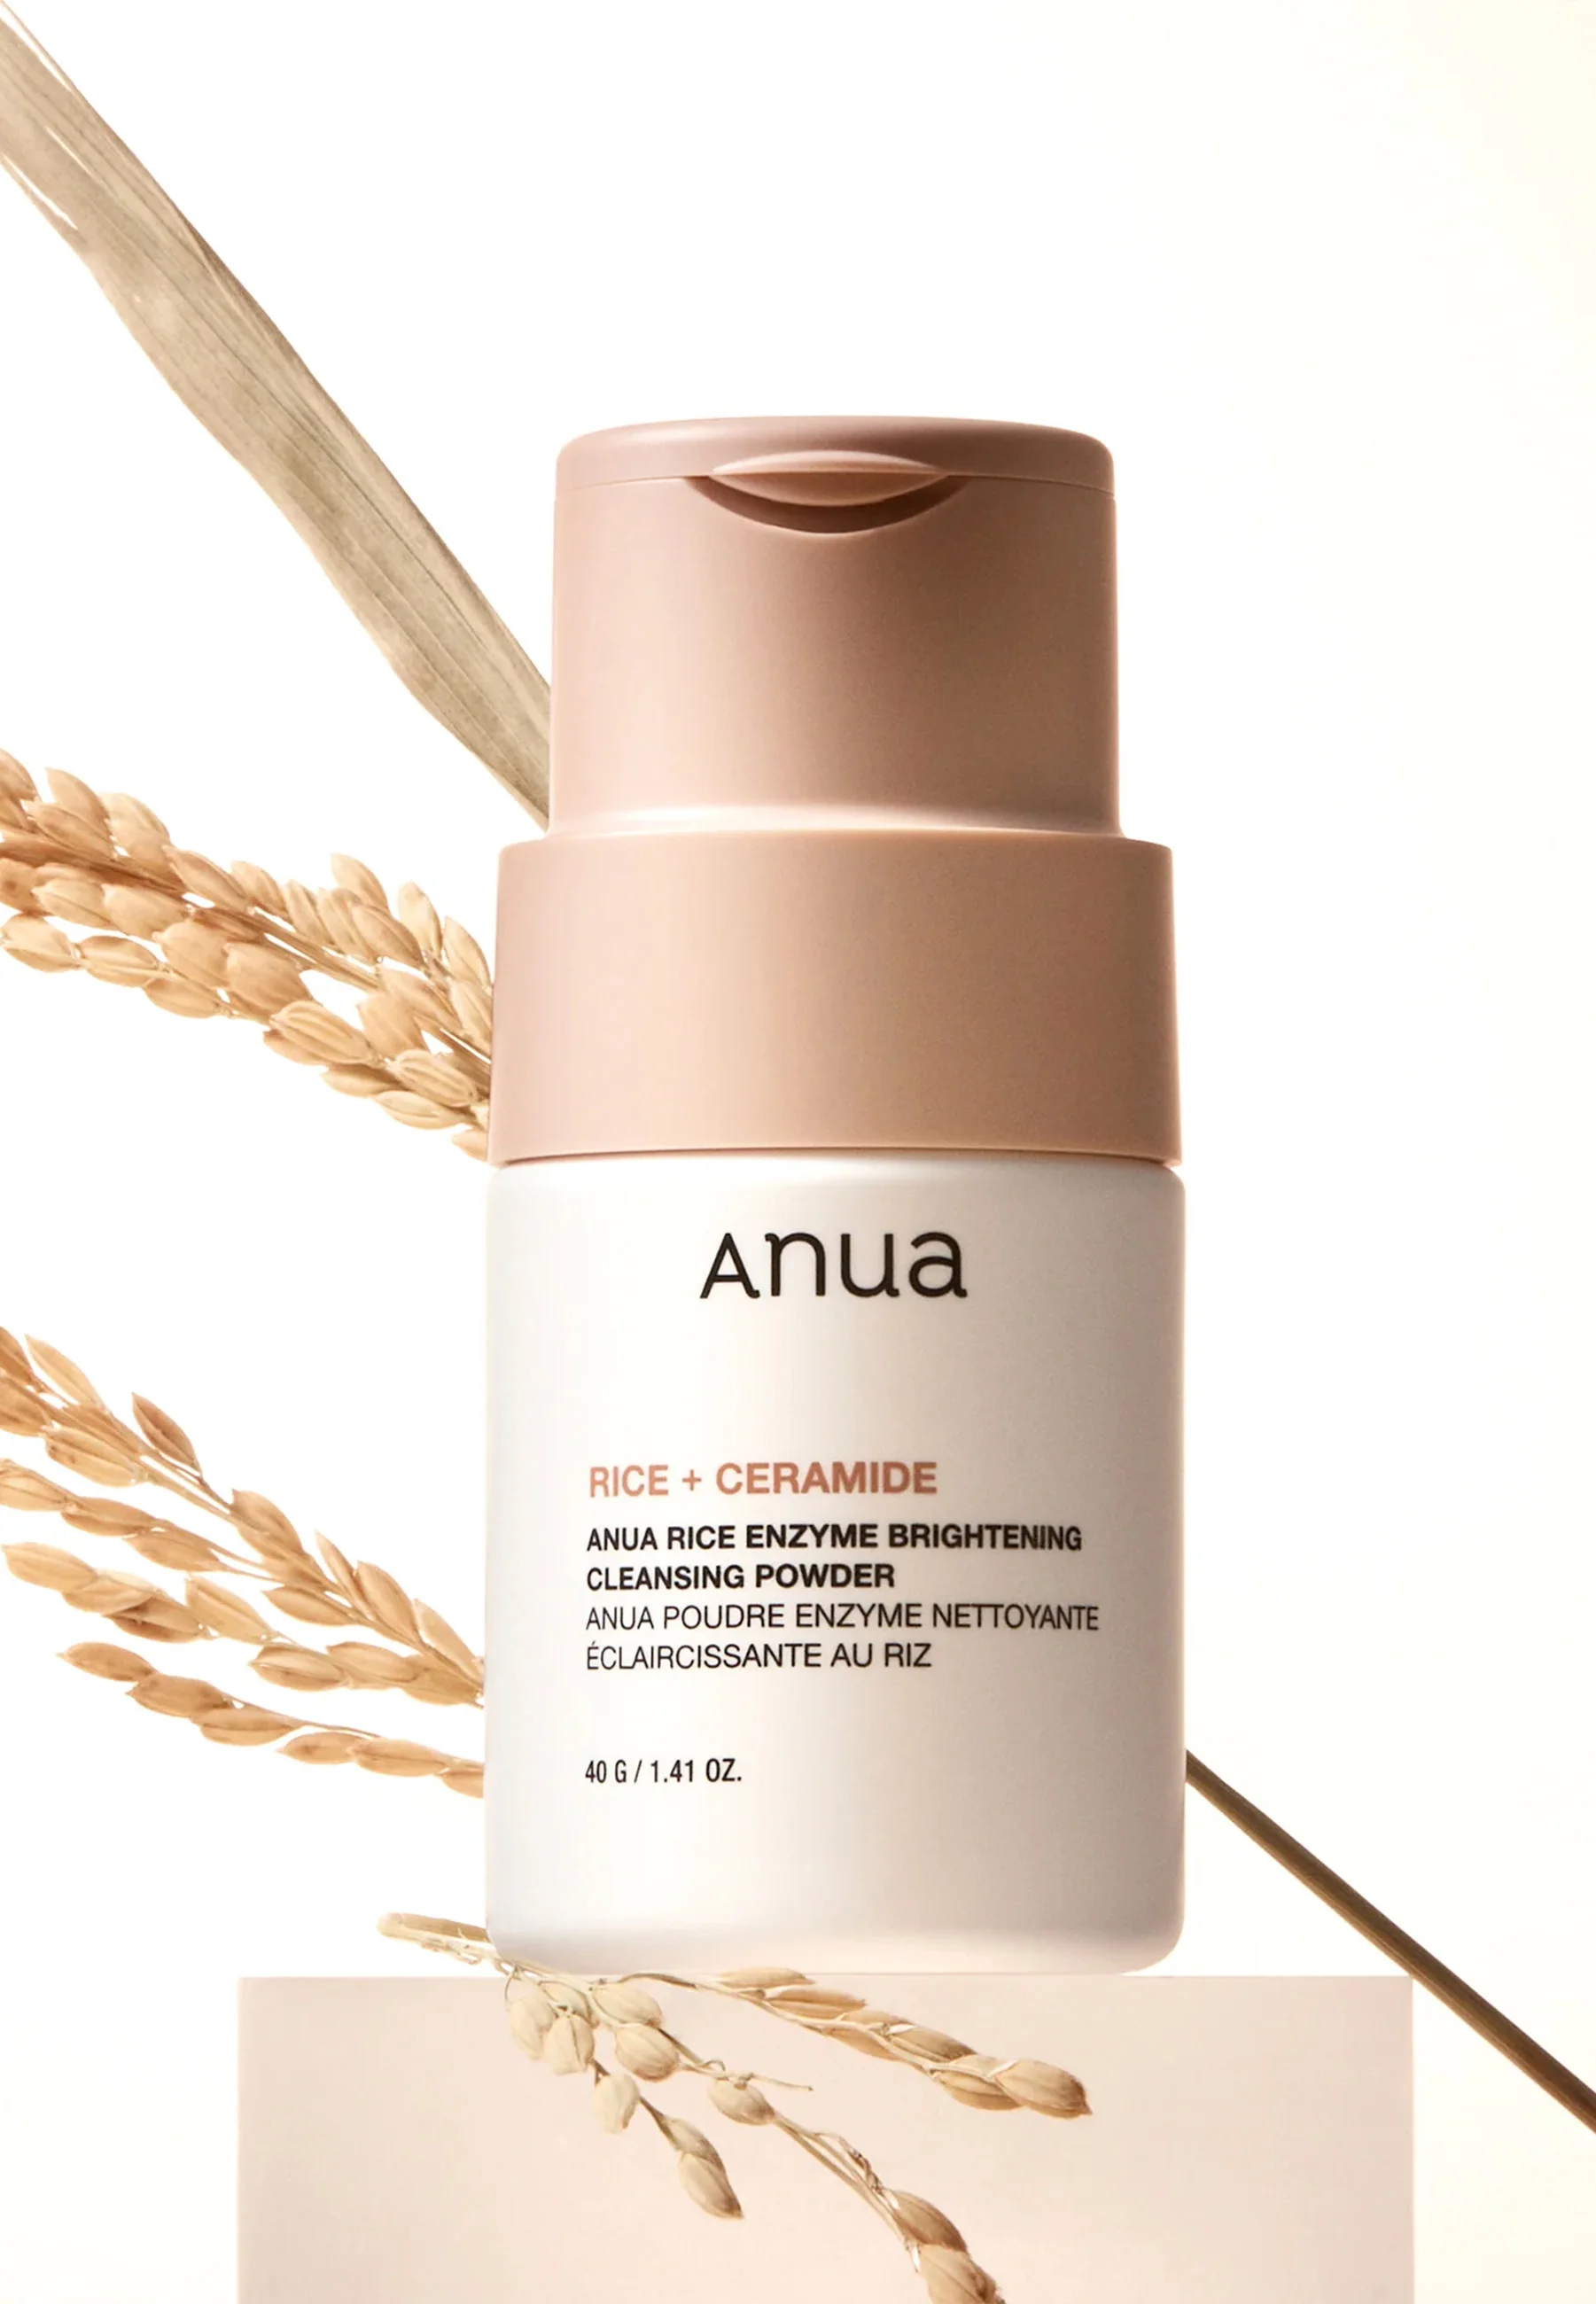 Anua
RICE + CERAMIDE
ANUA RICE ENZYME BRIGHTENING
CLEANSING POWDER
ANUA POUDRE ENZYME NETTOYANTE
ÉCLAIRCISSANTE AU RIZ
40 G / 1.41 OZ.